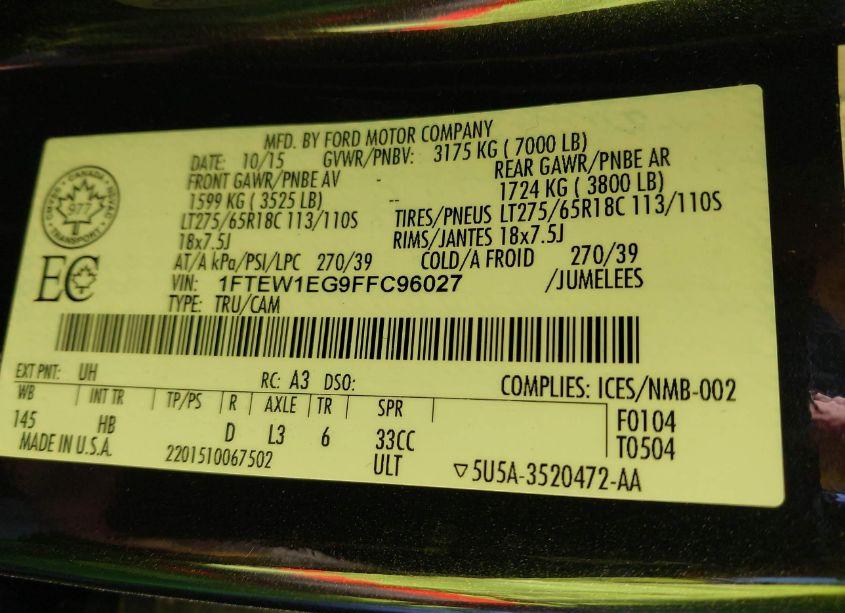 MFD. BY FORD MOTOR COMPANY
DATE: 10/15 GVWR/PNBV: 3175 KG ( 7000 LB)
FRONT GAWR/PNBE AV - REAR GAWR/PNBE AR
1599 KG ( 3525 LB) -- 1724 KG ( 3800 LB)
LT275/65R18C 113/110S TIRES/PNEUS LT275/65R18C 113/110S
18x7.5J RIMS/JANTES 18x7.5J
AT/A kPa/PSI/LPC 270/39 COLD/A FROID 270/39
VIN: 1FTEW1EG9FFC96027 /JUMELEES
TYPE: TRU/CAM
CANADA
977
TRANSPORT
EC
EXT PNT: UH RC: A3 DSO: COMPLIES: ICES/NMB-002
WB INT TR TP/PS R AXLE TR SPR F0104
145 HB D L3 6 33CC T0504
MADE IN U.S.A. 2201510067502 ULT ▽5U5A-3520472-AA